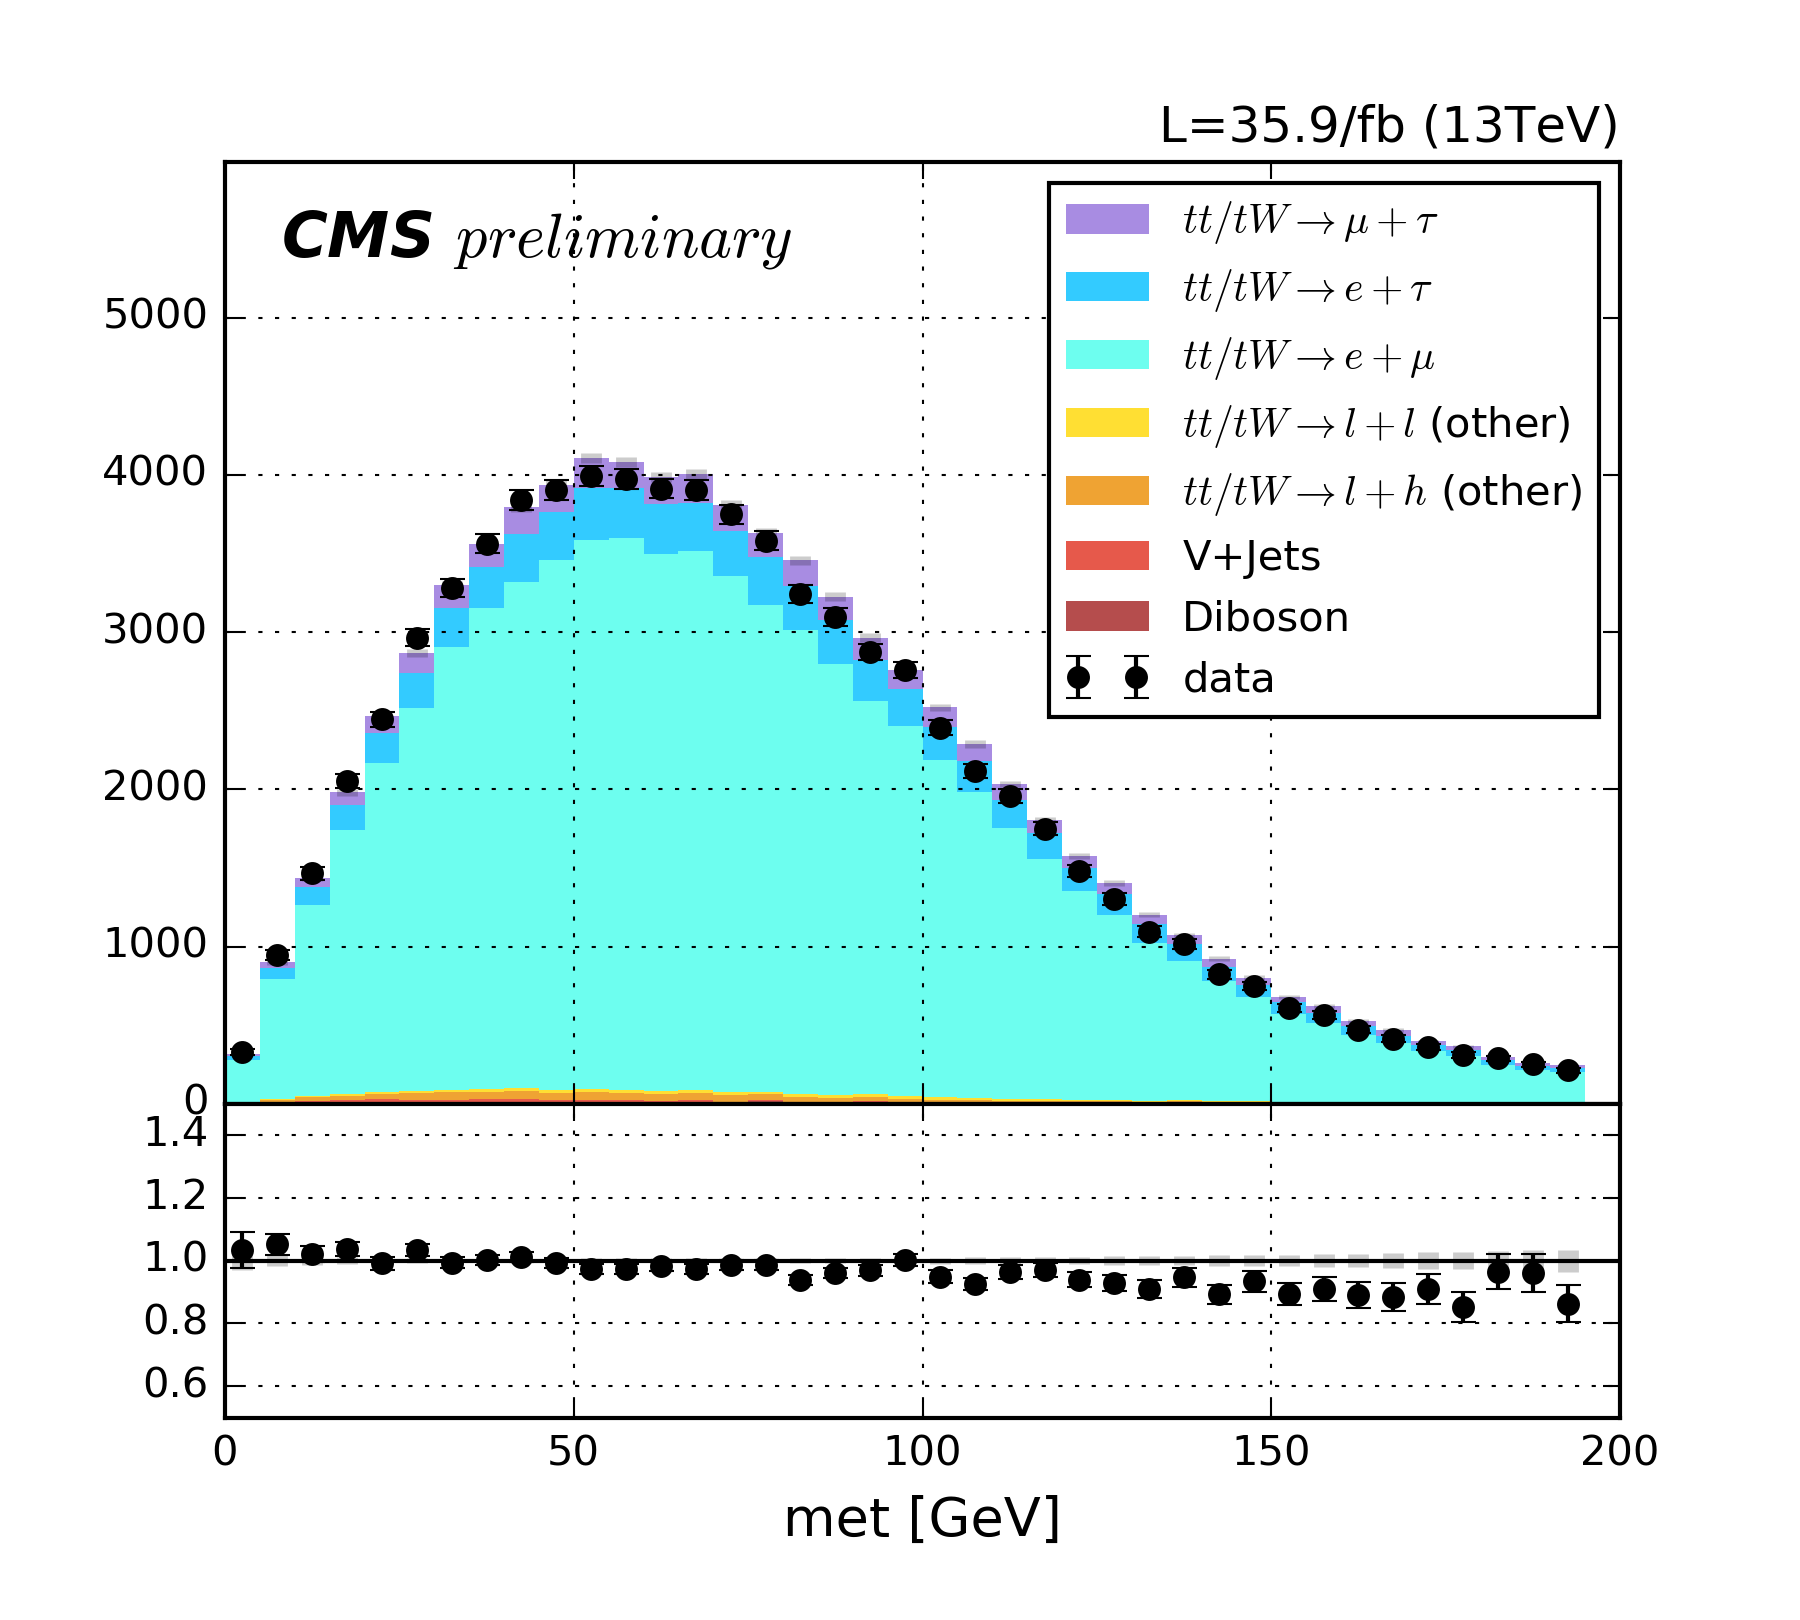 L=35.9/fb (13TeV)
CMS preliminary
tt/tW → μ + τ
tt/tW → e + τ
tt/tW → e + μ
tt/tW → l + l (other)
tt/tW → l + h (other)
V+Jets
Diboson
data
5000
4000
3000
2000
1000
0
1.4
1.2
1.0
0.8
0.6
0 50 100 150 200
met [GeV]